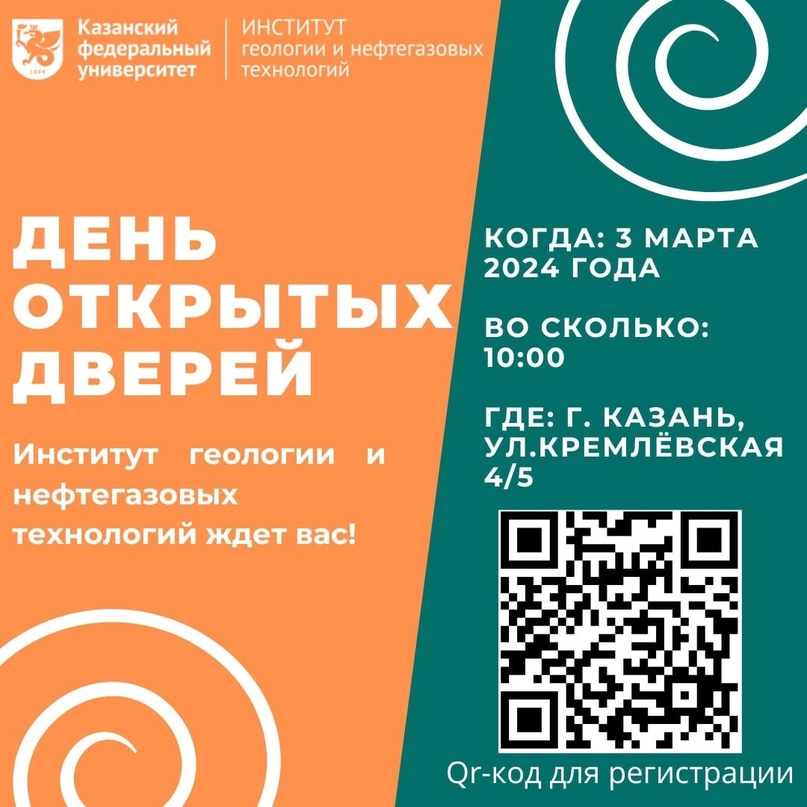 Казанский
федеральный
университет
1804
ИНСТИТУТ
геологии и нефтегазовых
технологий
ДЕНЬ
ОТКРЫТЫХ
ДВЕРЕЙ
Институт геологии и
нефтегазовых
технологий ждет вас!
КОГДА: 3 МАРТА
2024 ГОДА
ВО СКОЛЬКО:
10:00
ГДЕ: Г. КАЗАНЬ,
УЛ.КРЕМЛЁВСКАЯ
4/5
Qr-код для регистрации